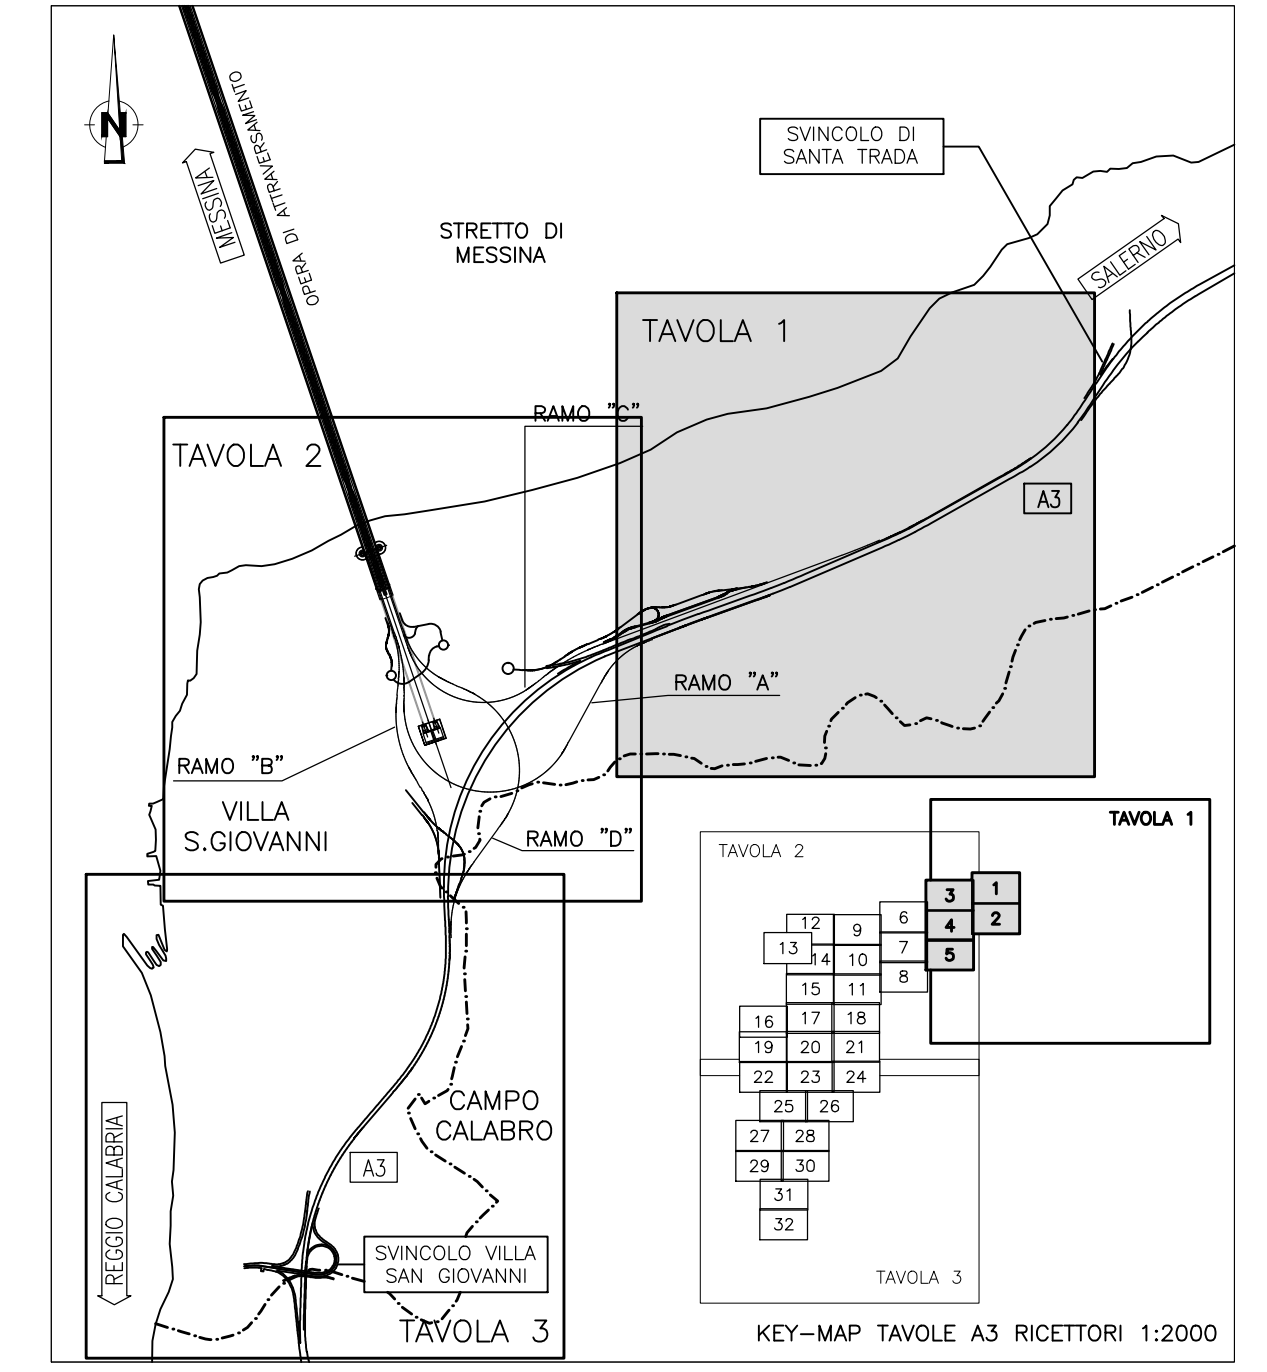 N
OPERA DI ATTRAVERSAMENTO
MESSINA
SVINCOLO DI
SANTA TRADA
STRETTO DI
MESSINA
SALERNO
TAVOLA 1
RAMO "C"
TAVOLA 2
A3
RAMO "A"
RAMO "B"
VILLA
S.GIOVANNI
RAMO "D"
CAMPO
CALABRO
A3
REGGIO CALABRIA
SVINCOLO VILLA
SAN GIOVANNI
TAVOLA 3
TAVOLA 1
TAVOLA 2
3 1
4 2
5
6
7
8
12 9
13 14 10
15 11
16 17 18
19 20 21
22 23 24
25 26
27 28
29 30
31
32
TAVOLA 3
KEY-MAP TAVOLE A3 RICETTORI 1:2000